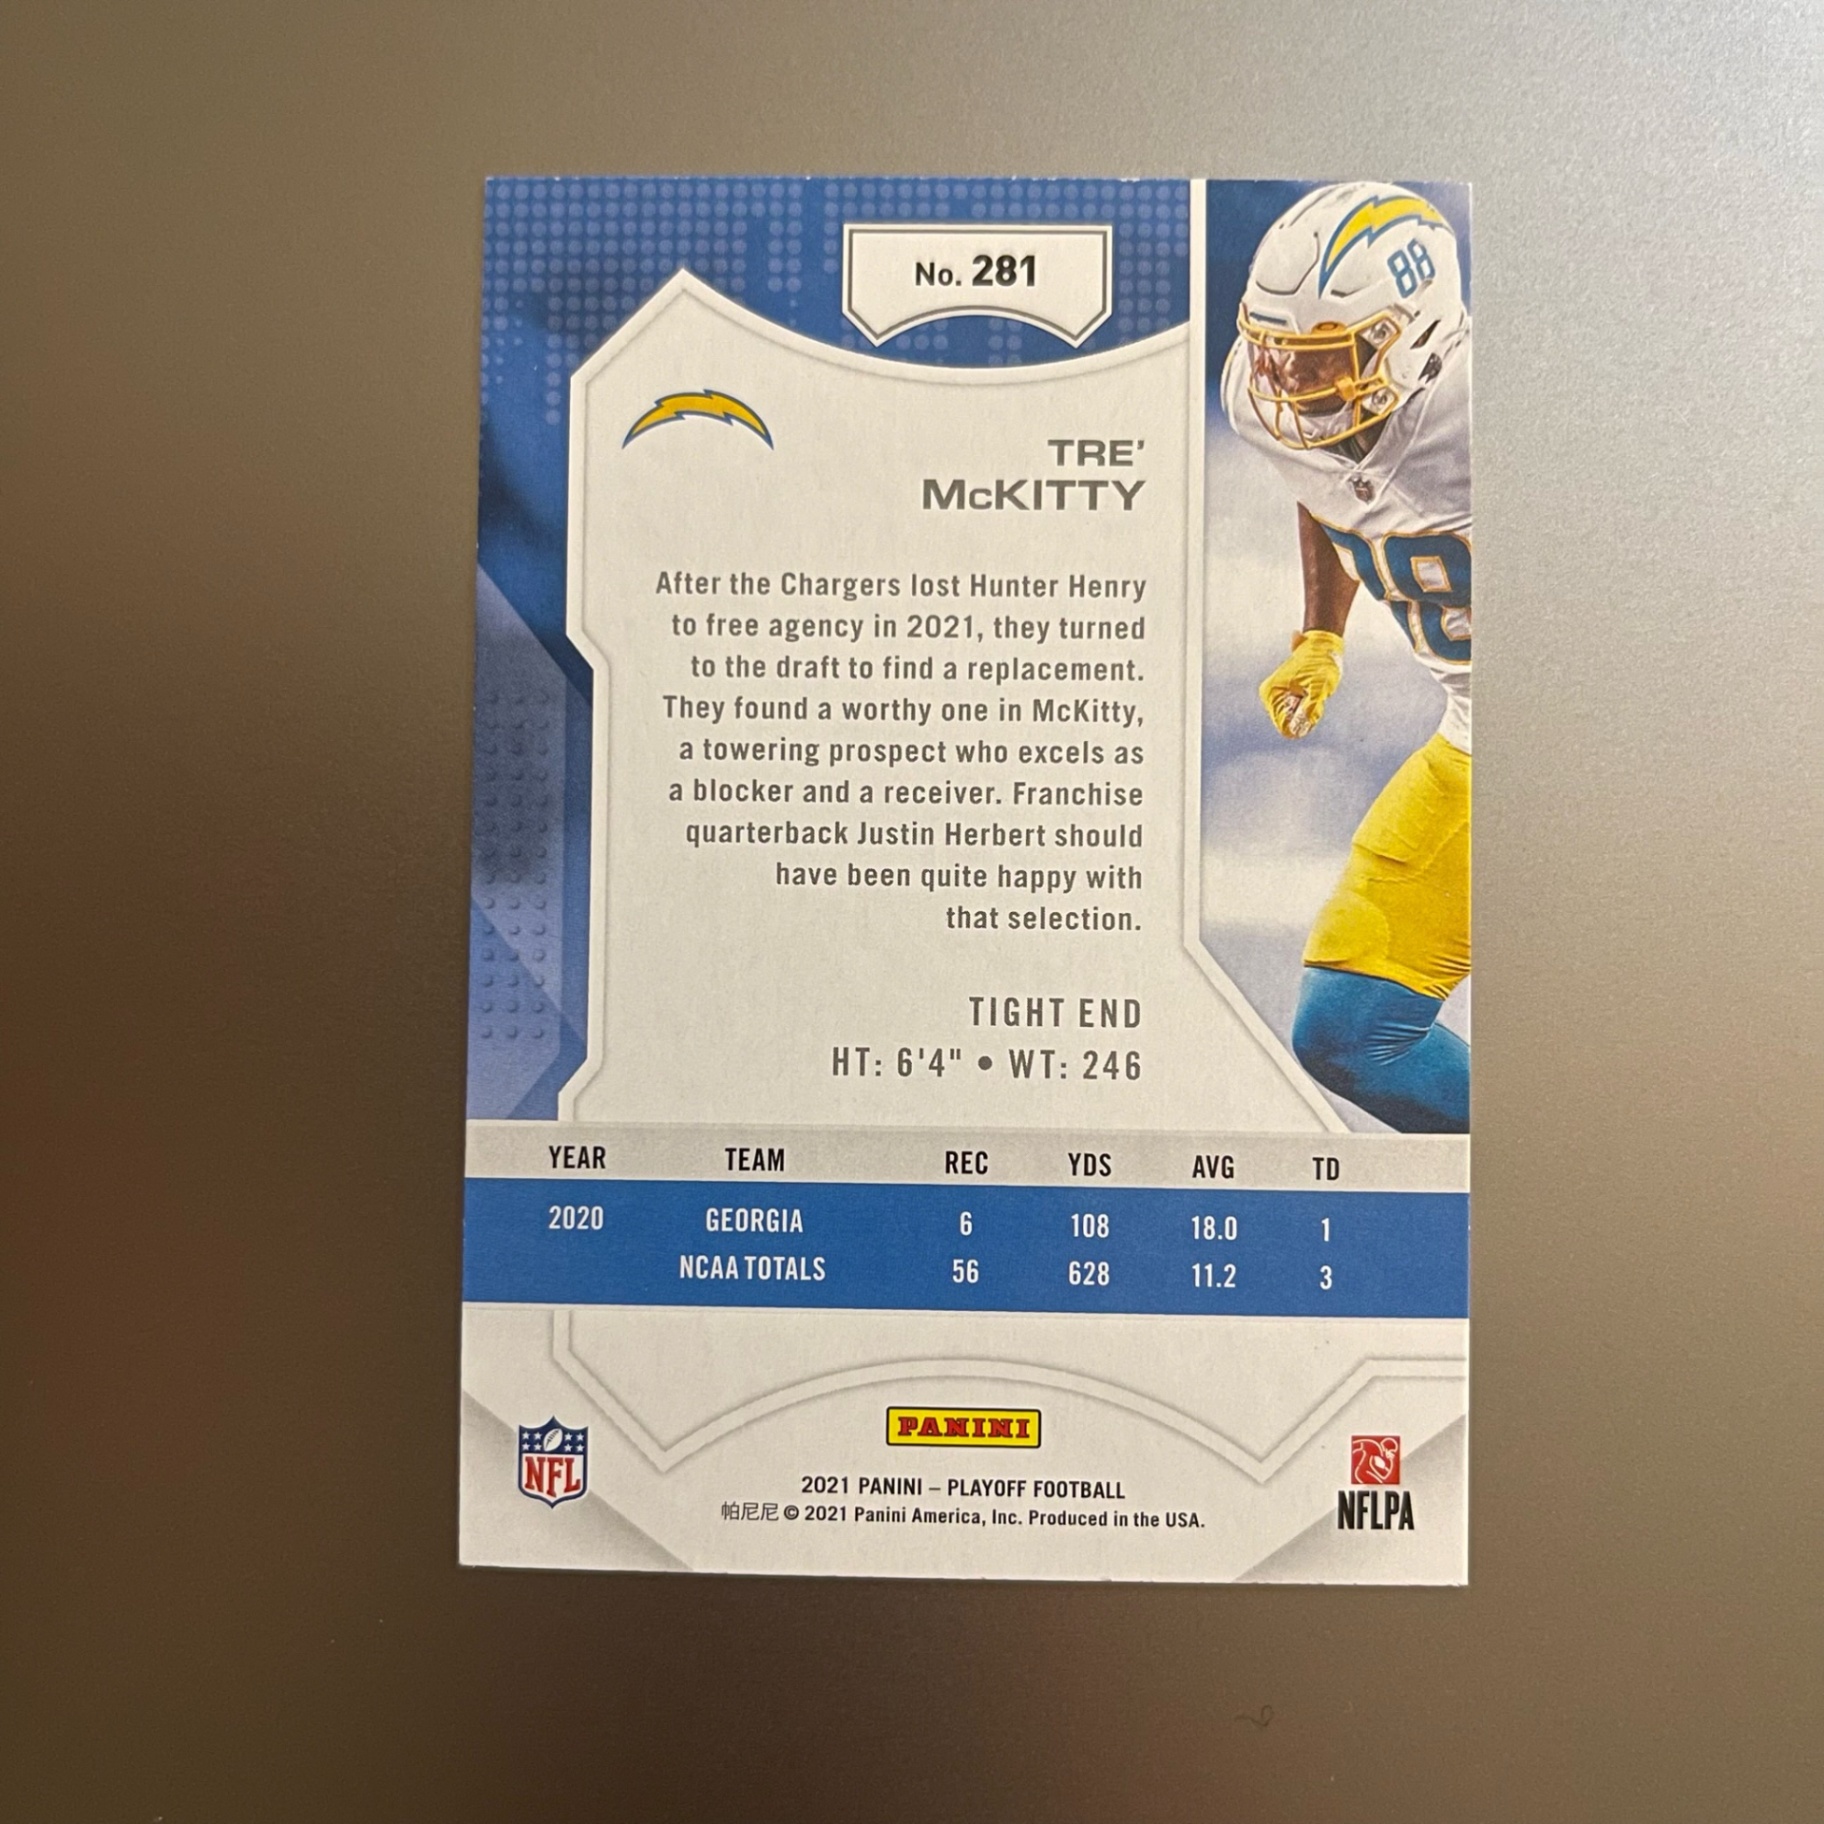 No. 281
88
TRE'
McKITTY
After the Chargers lost Hunter Henry
to free agency in 2021, they turned
to the draft to find a replacement.
They found a worthy one in McKitty,
a towering prospect who excels as
a blocker and a receiver. Franchise
quarterback Justin Herbert should
have been quite happy with
that selection.
TIGHT END
HT: 6'4" • WT: 246
YEAR TEAM REC YDS AVG TD
2020 GEORGIA 6 108 18.0 1
NCAA TOTALS 56 628 11.2 3
PANINI
NFL
2021 PANINI – PLAYOFF FOOTBALL
帕尼尼 © 2021 Panini America, Inc. Produced in the USA.
NFLPA